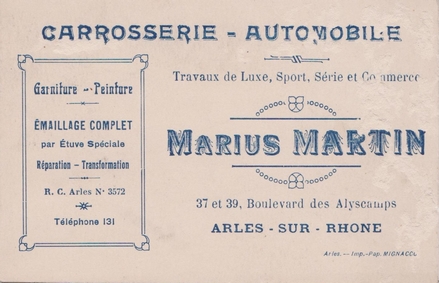 CARROSSERIE - AUTOMOBILE
Garniture - Peinture
ÉMAILLAGE COMPLET
par Étuve Spéciale
Réparation - Transformation
R. C. Arles N° 3572
Téléphone 131
Travaux de Luxe, Sport, Série et Commerce
MARIUS MARTIN
37 et 39, Boulevard des Alyscamps
ARLES - SUR - RHONE
Arles. — Imp.-Pap. MIGNACO